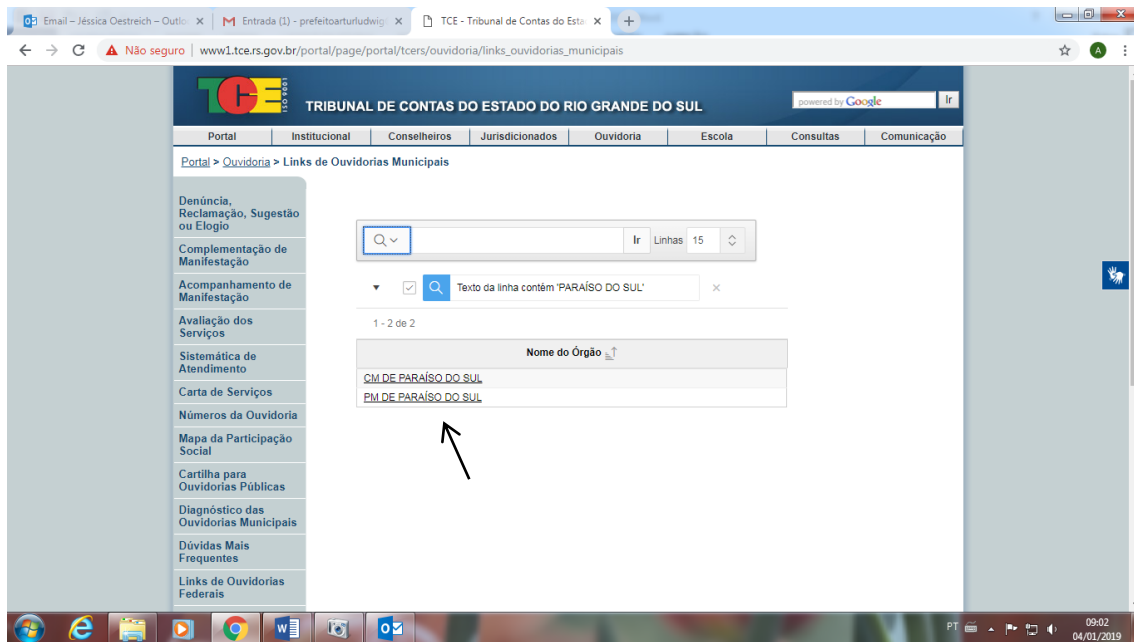 Email – Jéssica Oestreich – Outlo
Entrada (1) - prefeitoarturludwig
TCE - Tribunal de Contas do Esta
Não seguro | www1.tce.rs.gov.br/portal/page/portal/tcers/ouvidoria/links_ouvidorias_municipais
A
TCE ISO 9001
TRIBUNAL DE CONTAS DO ESTADO DO RIO GRANDE DO SUL
powered by Google
Ir
Portal Institucional Conselheiros Jurisdicionados Ouvidoria Escola Consultas Comunicação
Portal > Ouvidoria > Links de Ouvidorias Municipais
Denúncia,
Reclamação, Sugestão
ou Elogio
Complementação de
Manifestação
Acompanhamento de
Manifestação
Avaliação dos
Serviços
Sistemática de
Atendimento
Carta de Serviços
Números da Ouvidoria
Mapa da Participação
Social
Cartilha para
Ouvidorias Públicas
Diagnóstico das
Ouvidorias Municipais
Dúvidas Mais
Frequentes
Links de Ouvidorias
Federais
Ir Linhas 15
Texto da linha contém 'PARAÍSO DO SUL'
1 - 2 de 2
Nome do Órgão
CM DE PARAÍSO DO SUL
PM DE PARAÍSO DO SUL
PT
09:02
04/01/2019